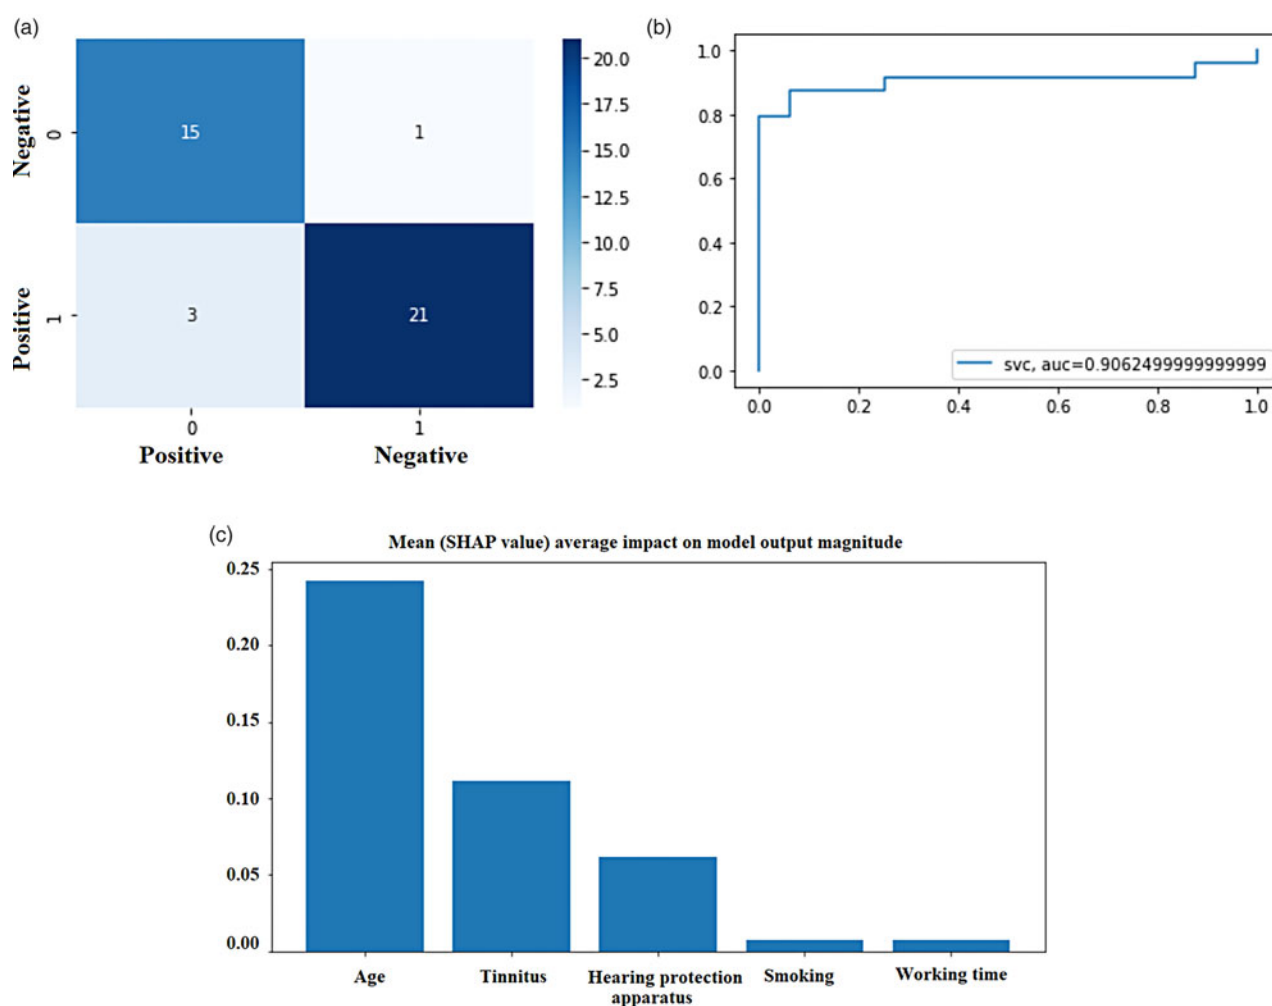 (a)
Negative
0
15
1
Positive
1
3
21
0
1
Positive
Negative
20.0
17.5
15.0
12.5
10.0
7.5
5.0
2.5
(b)
1.0
0.8
0.6
0.4
0.2
0.0
svc, auc=0.9062499999999999
0.0
0.2
0.4
0.6
0.8
1.0
(c)
Mean (SHAP value) average impact on model output magnitude
0.25
0.20
0.15
0.10
0.05
0.00
Age
Tinnitus
Hearing protection
apparatus
Smoking
Working time